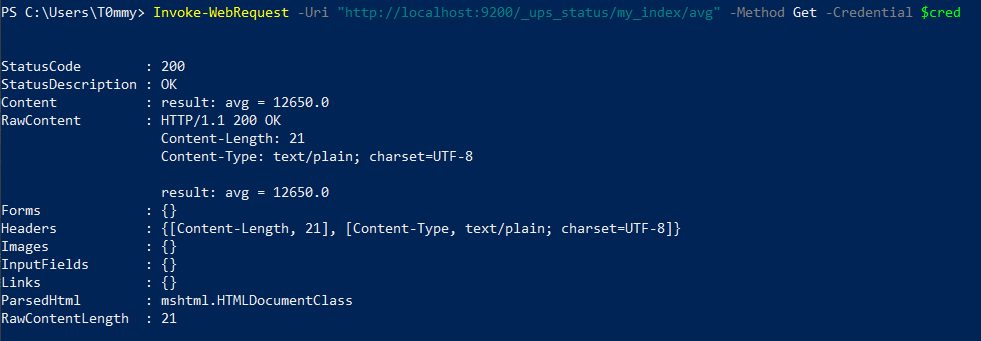 PS C:\Users\T0mmy> Invoke-WebRequest -Uri "http://localhost:9200/_ups_status/my_index/avg" -Method Get -Credential $cred
StatusCode        : 200
StatusDescription : OK
Content           : result: avg = 12650.0
RawContent        : HTTP/1.1 200 OK
                    Content-Length: 21
                    Content-Type: text/plain; charset=UTF-8
                    result: avg = 12650.0
Forms             : {}
Headers           : {[Content-Length, 21], [Content-Type, text/plain; charset=UTF-8]}
Images            : {}
InputFields       : {}
Links             : {}
ParsedHtml        : mshtml.HTMLDocumentClass
RawContentLength  : 21